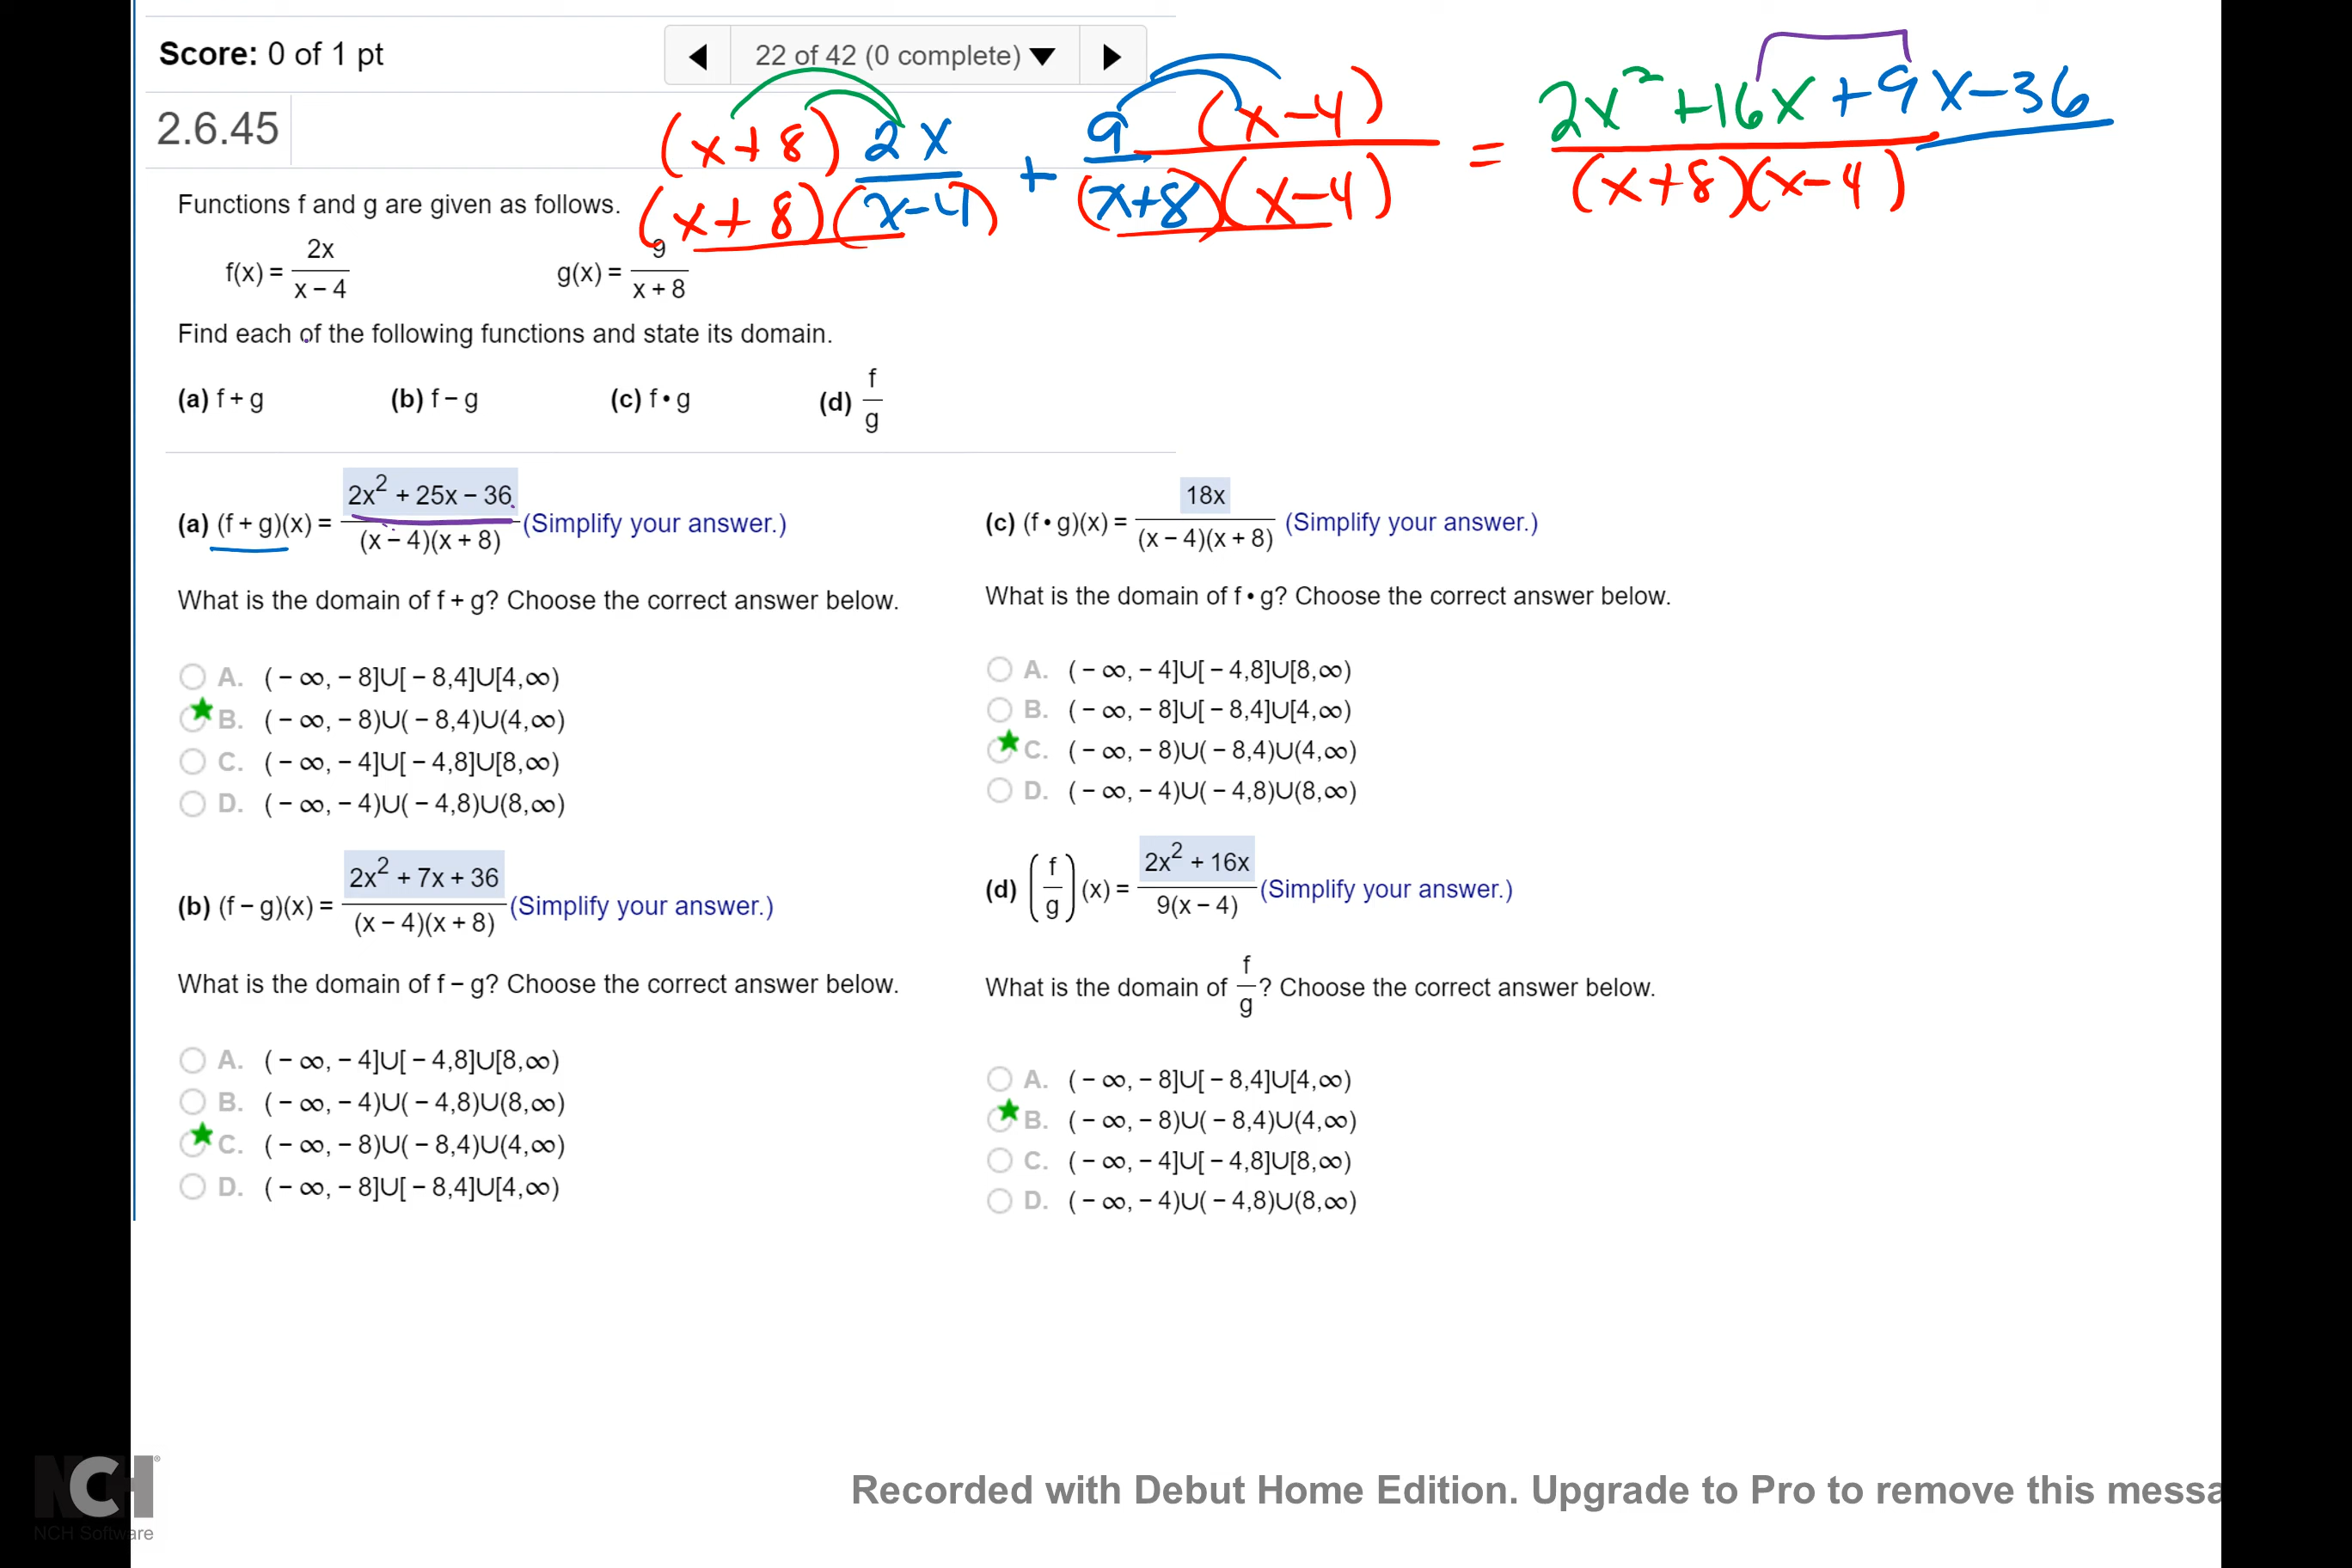 Score: 0 of 1 pt
22 of 42 (0 complete)
2.6.45
(x+8) 2x + 9 (x-4) = 2x² +16x +9x-36
(x+8)(x-4) (x+8)(x-4) (x+8)(x-4)
Functions f and g are given as follows.
f(x) = 2x / x − 4 g(x) = 9 / x + 8
Find each of the following functions and state its domain.
(a) f + g (b) f − g (c) f • g (d) f / g
(a) (f + g)(x) = 2x² + 25x − 36 / (x − 4)(x + 8) (Simplify your answer.)
What is the domain of f + g? Choose the correct answer below.
A. ( − ∞, − 8]∪[ − 8,4]∪[4,∞)
B. ( − ∞, − 8)∪( − 8,4)∪(4,∞)
C. ( − ∞, − 4]∪[ − 4,8]∪[8,∞)
D. ( − ∞, − 4)∪( − 4,8)∪(8,∞)
(b) (f − g)(x) = 2x² + 7x + 36 / (x − 4)(x + 8) (Simplify your answer.)
What is the domain of f − g? Choose the correct answer below.
A. ( − ∞, − 4]∪[ − 4,8]∪[8,∞)
B. ( − ∞, − 4)∪( − 4,8)∪(8,∞)
C. ( − ∞, − 8)∪( − 8,4)∪(4,∞)
D. ( − ∞, − 8]∪[ − 8,4]∪[4,∞)
(c) (f • g)(x) = 18x / (x − 4)(x + 8) (Simplify your answer.)
What is the domain of f • g? Choose the correct answer below.
A. ( − ∞, − 4]∪[ − 4,8]∪[8,∞)
B. ( − ∞, − 8]∪[ − 8,4]∪[4,∞)
C. ( − ∞, − 8)∪( − 8,4)∪(4,∞)
D. ( − ∞, − 4)∪( − 4,8)∪(8,∞)
(d) (f / g)(x) = 2x² + 16x / 9(x − 4) (Simplify your answer.)
What is the domain of f / g? Choose the correct answer below.
A. ( − ∞, − 8]∪[ − 8,4]∪[4,∞)
B. ( − ∞, − 8)∪( − 8,4)∪(4,∞)
C. ( − ∞, − 4]∪[ − 4,8]∪[8,∞)
D. ( − ∞, − 4)∪( − 4,8)∪(8,∞)
NCH®
NCH Software
Recorded with Debut Home Edition. Upgrade to Pro to remove this messa